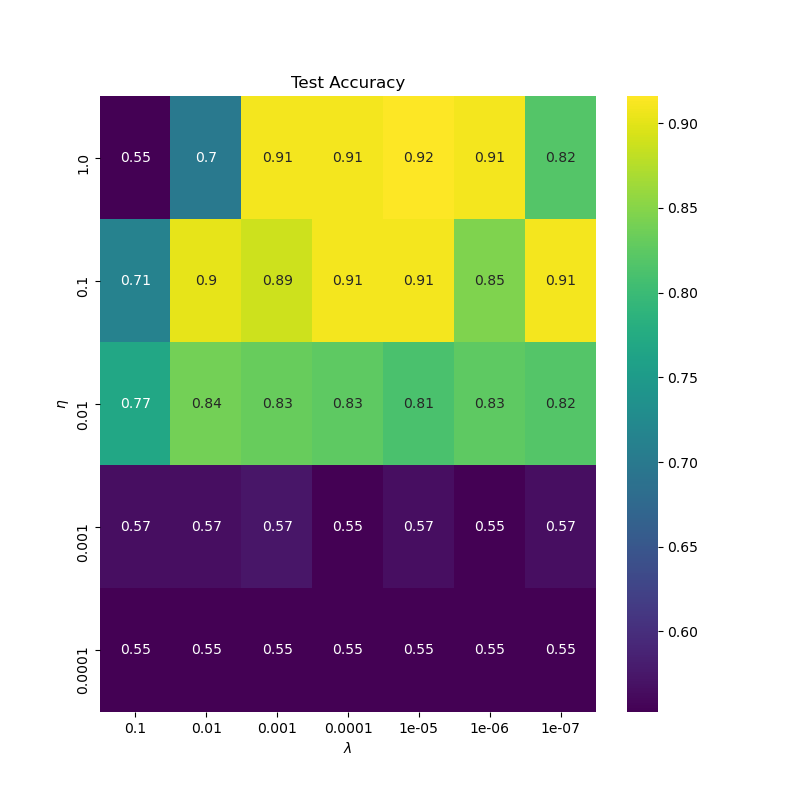 Test Accuracy
1.0 0.55 0.7 0.91 0.91 0.92 0.91 0.82
0.1 0.71 0.9 0.89 0.91 0.91 0.85 0.91
η
0.01 0.77 0.84 0.83 0.83 0.81 0.83 0.82
0.001 0.57 0.57 0.57 0.55 0.57 0.55 0.57
0.0001 0.55 0.55 0.55 0.55 0.55 0.55 0.55
0.1 0.01 0.001 0.0001 1e-05 1e-06 1e-07
λ
0.90
0.85
0.80
0.75
0.70
0.65
0.60